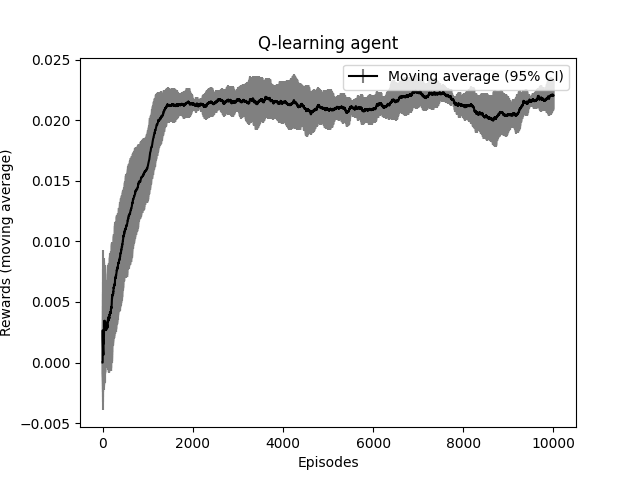 Q-learning agent
Moving average (95% CI)
Rewards (moving average)
0.025
0.020
0.015
0.010
0.005
0.000
−0.005
0 2000 4000 6000 8000 10000
Episodes